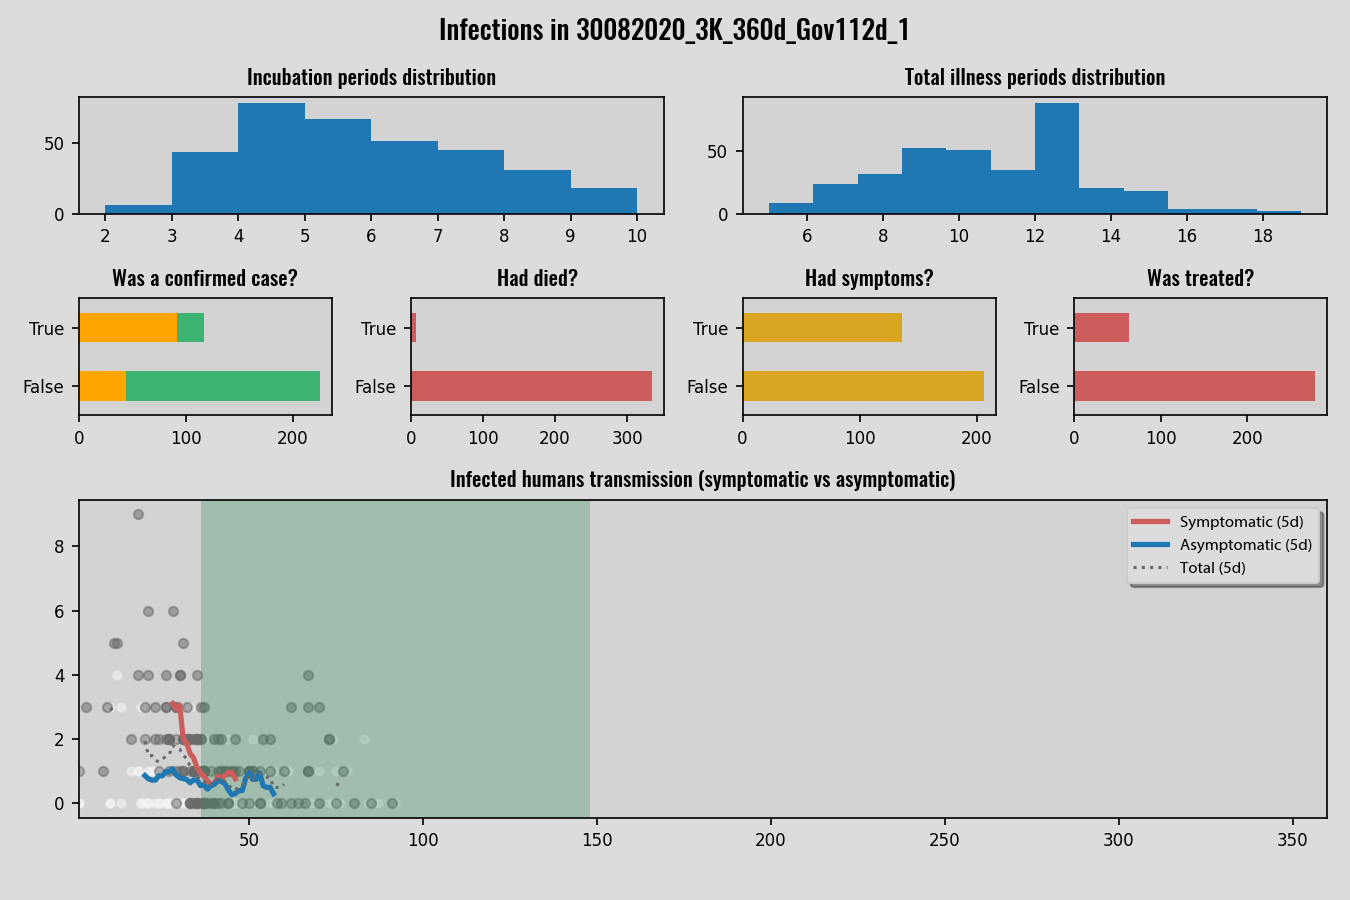 Infections in 30082020_3K_360d_Gov112d_1
Incubation periods distribution
50
0
2 3 4 5 6 7 8 9 10
Total illness periods distribution
50
0
6 8 10 12 14 16 18
Was a confirmed case?
True
False
0 100 200
Had died?
True
False
0 100 200 300
Had symptoms?
True
False
0 100 200
Was treated?
True
False
0 100 200
Infected humans transmission (symptomatic vs asymptomatic)
8
6
4
2
0
Symptomatic (5d)
Asymptomatic (5d)
Total (5d)
50 100 150 200 250 300 350